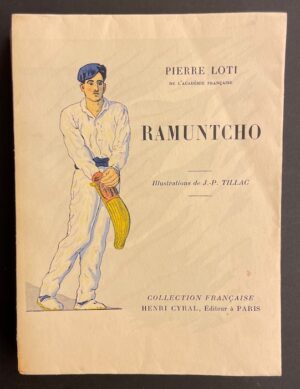 PIERRE LOTI
DE L'ACADÉMIE FRANÇAISE
RAMUNTCHO
Illustrations de J.-P. TILLAC
COLLECTION FRANÇAISE
HENRI CYRAL, Éditeur à PARIS